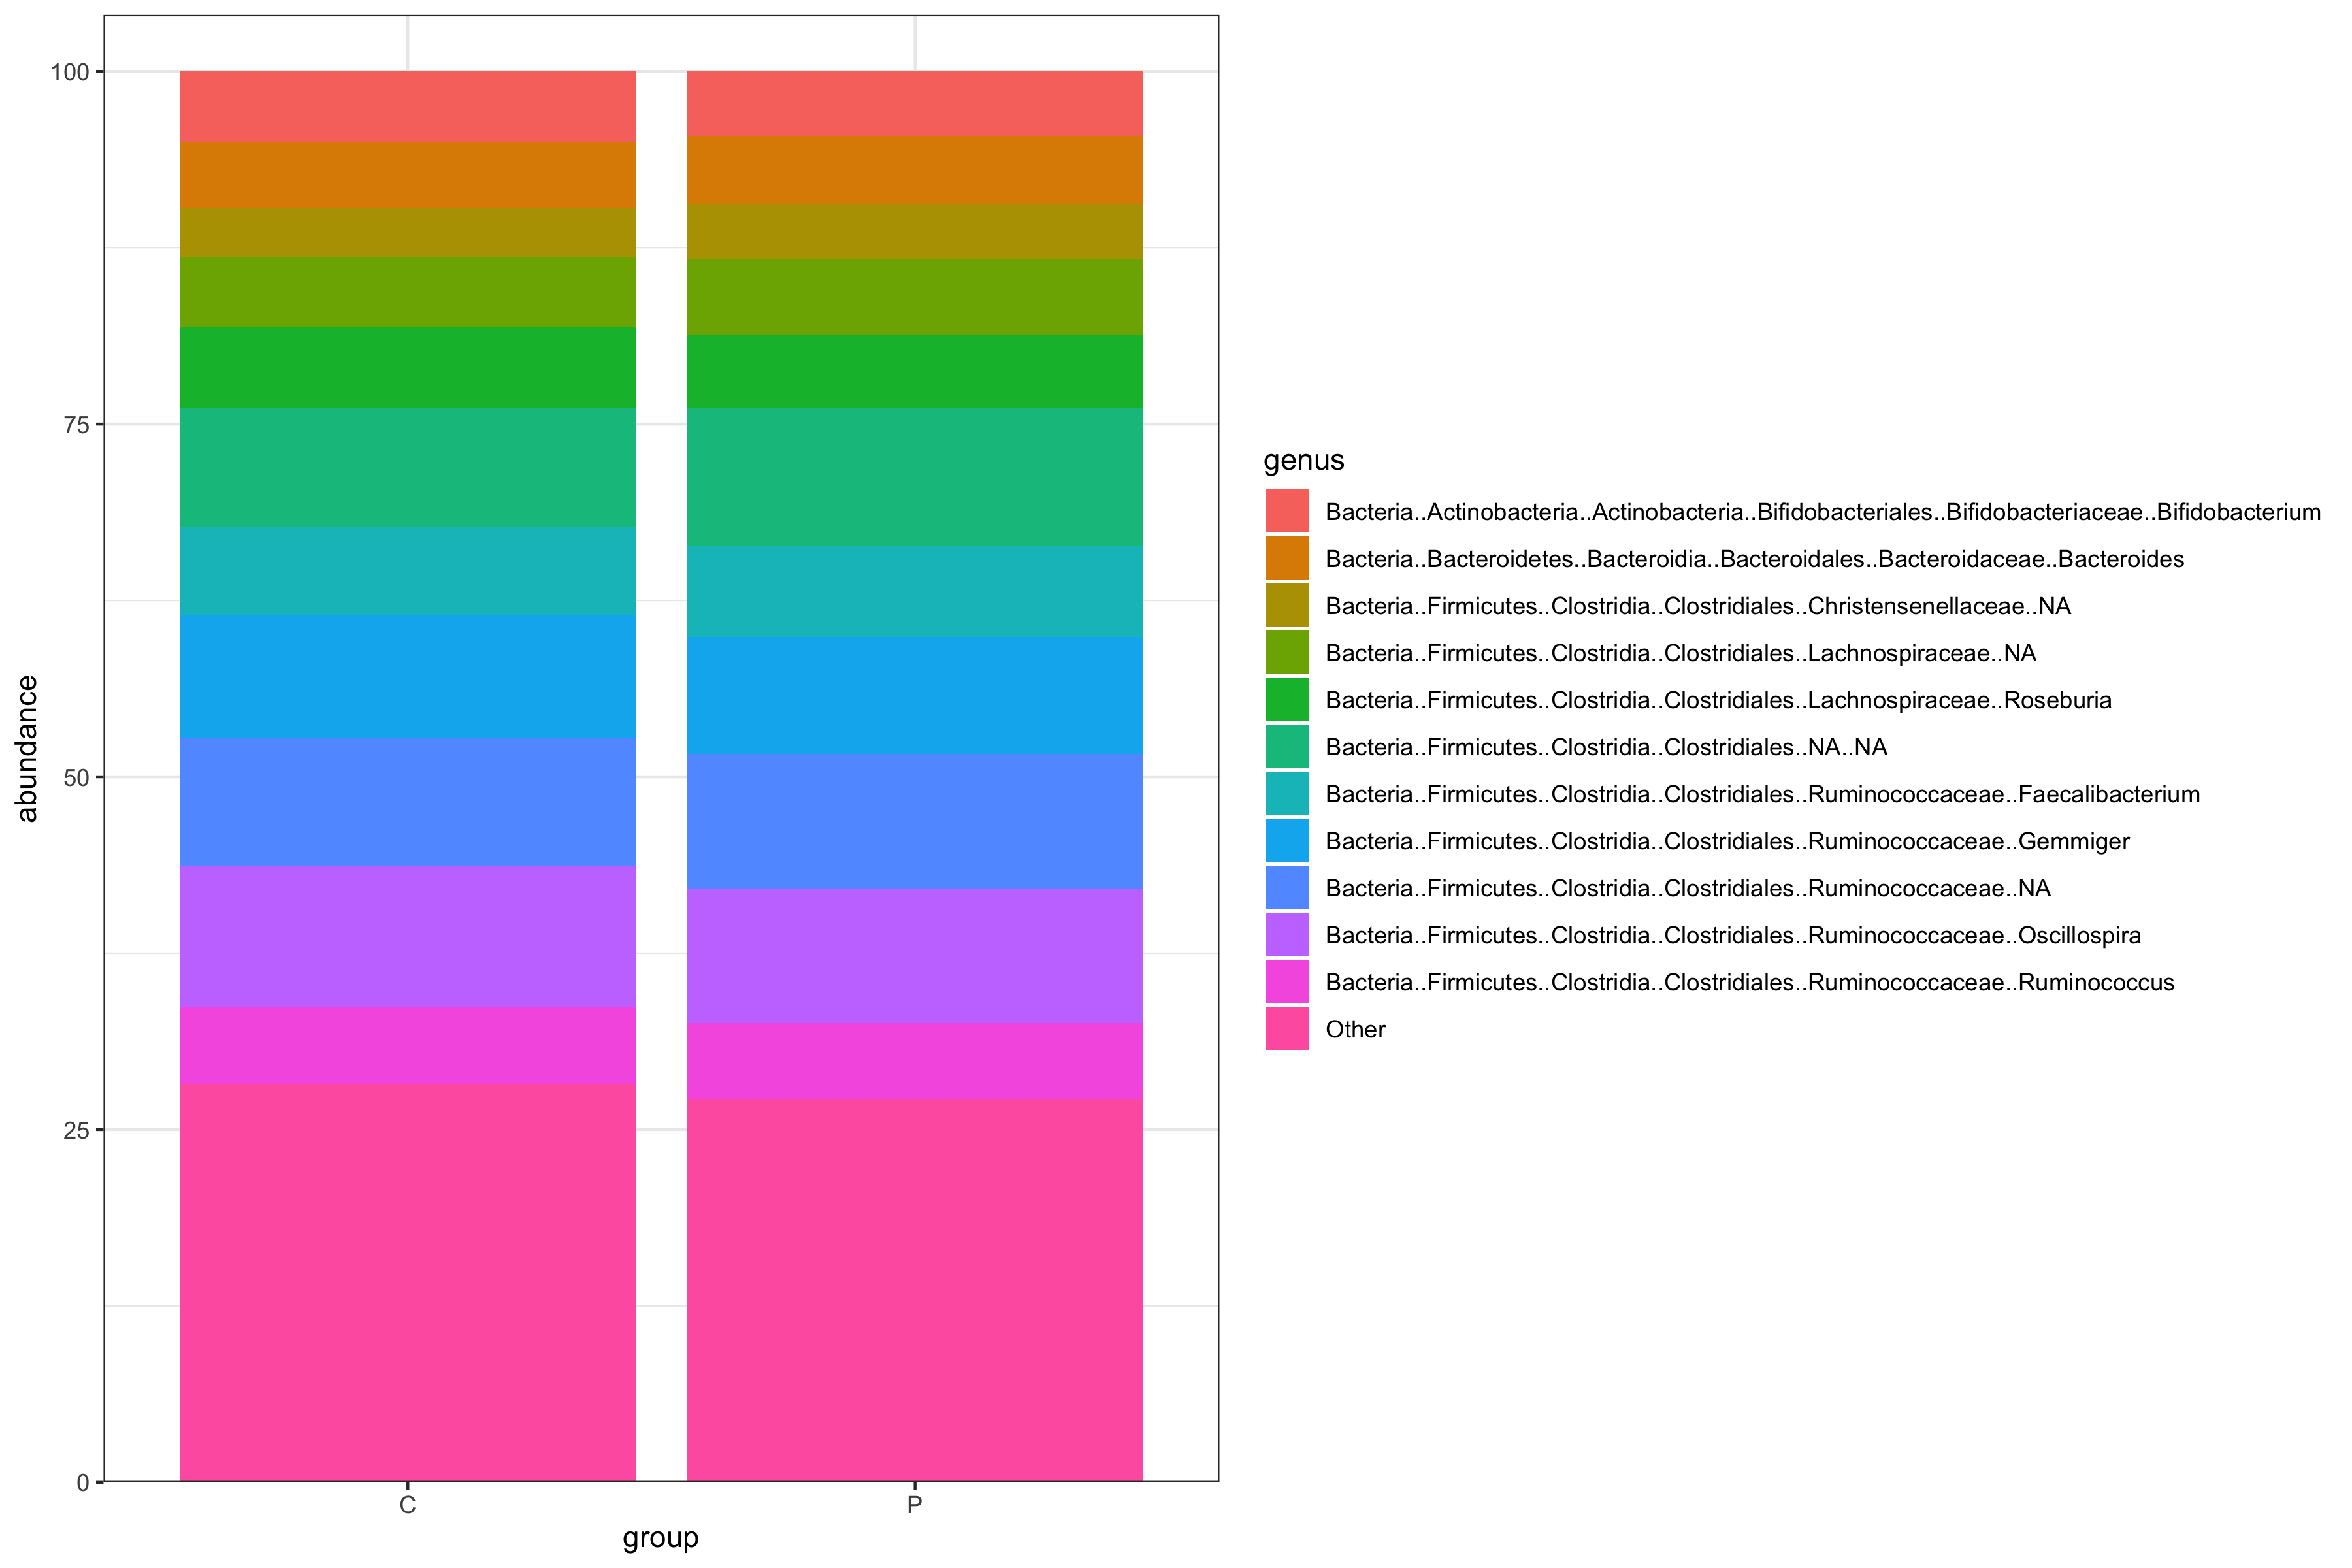 100
75
50
25
0
abundance
C
P
group
genus
Bacteria..Actinobacteria..Actinobacteria..Bifidobacteriales..Bifidobacteriaceae..Bifidobacterium
Bacteria..Bacteroidetes..Bacteroidia..Bacteroidales..Bacteroidaceae..Bacteroides
Bacteria..Firmicutes..Clostridia..Clostridiales..Christensenellaceae..NA
Bacteria..Firmicutes..Clostridia..Clostridiales..Lachnospiraceae..NA
Bacteria..Firmicutes..Clostridia..Clostridiales..Lachnospiraceae..Roseburia
Bacteria..Firmicutes..Clostridia..Clostridiales..NA..NA
Bacteria..Firmicutes..Clostridia..Clostridiales..Ruminococcaceae..Faecalibacterium
Bacteria..Firmicutes..Clostridia..Clostridiales..Ruminococcaceae..Gemmiger
Bacteria..Firmicutes..Clostridia..Clostridiales..Ruminococcaceae..NA
Bacteria..Firmicutes..Clostridia..Clostridiales..Ruminococcaceae..Oscillospira
Bacteria..Firmicutes..Clostridia..Clostridiales..Ruminococcaceae..Ruminococcus
Other